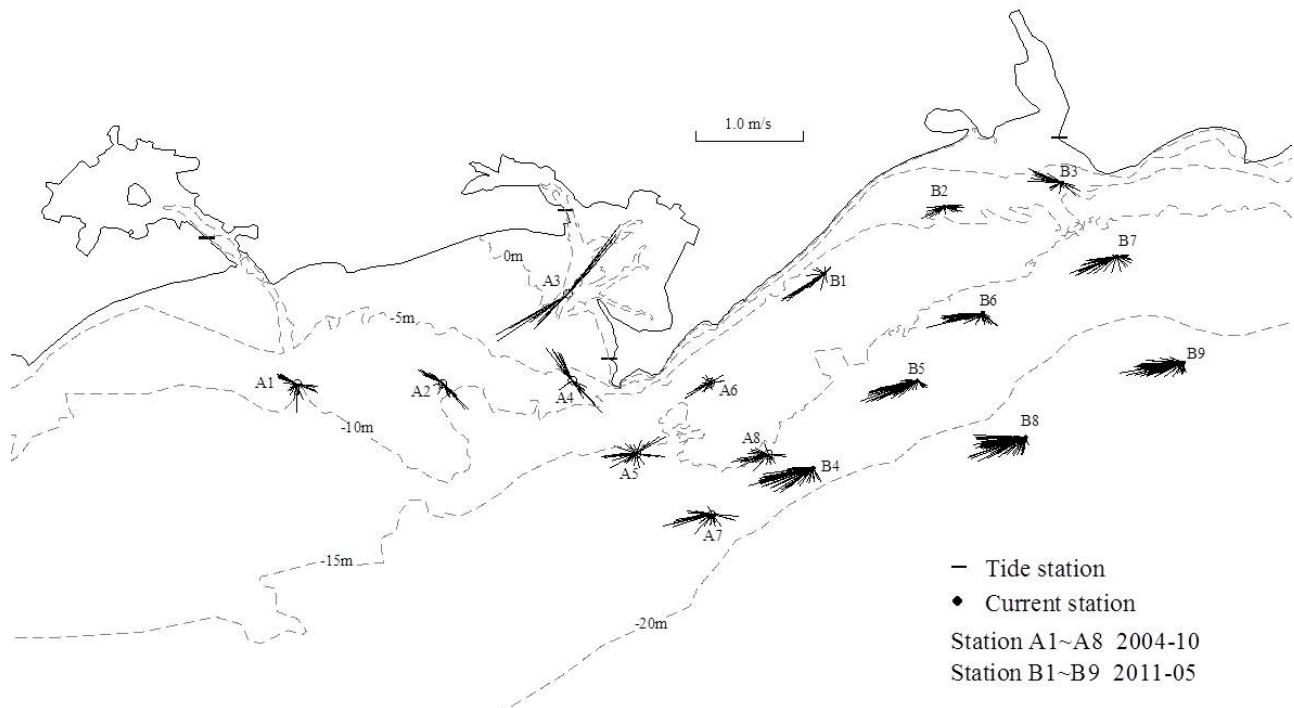 1.0 m/s
B3
B2
0m
B7
A3
B1
B6
-5m
B9
A1
A2
A4
A6
B5
-10m
B8
A8
B4
A5
A7
-15m
-20m
Tide station
Current station
Station A1~A8 2004-10
Station B1~B9 2011-05